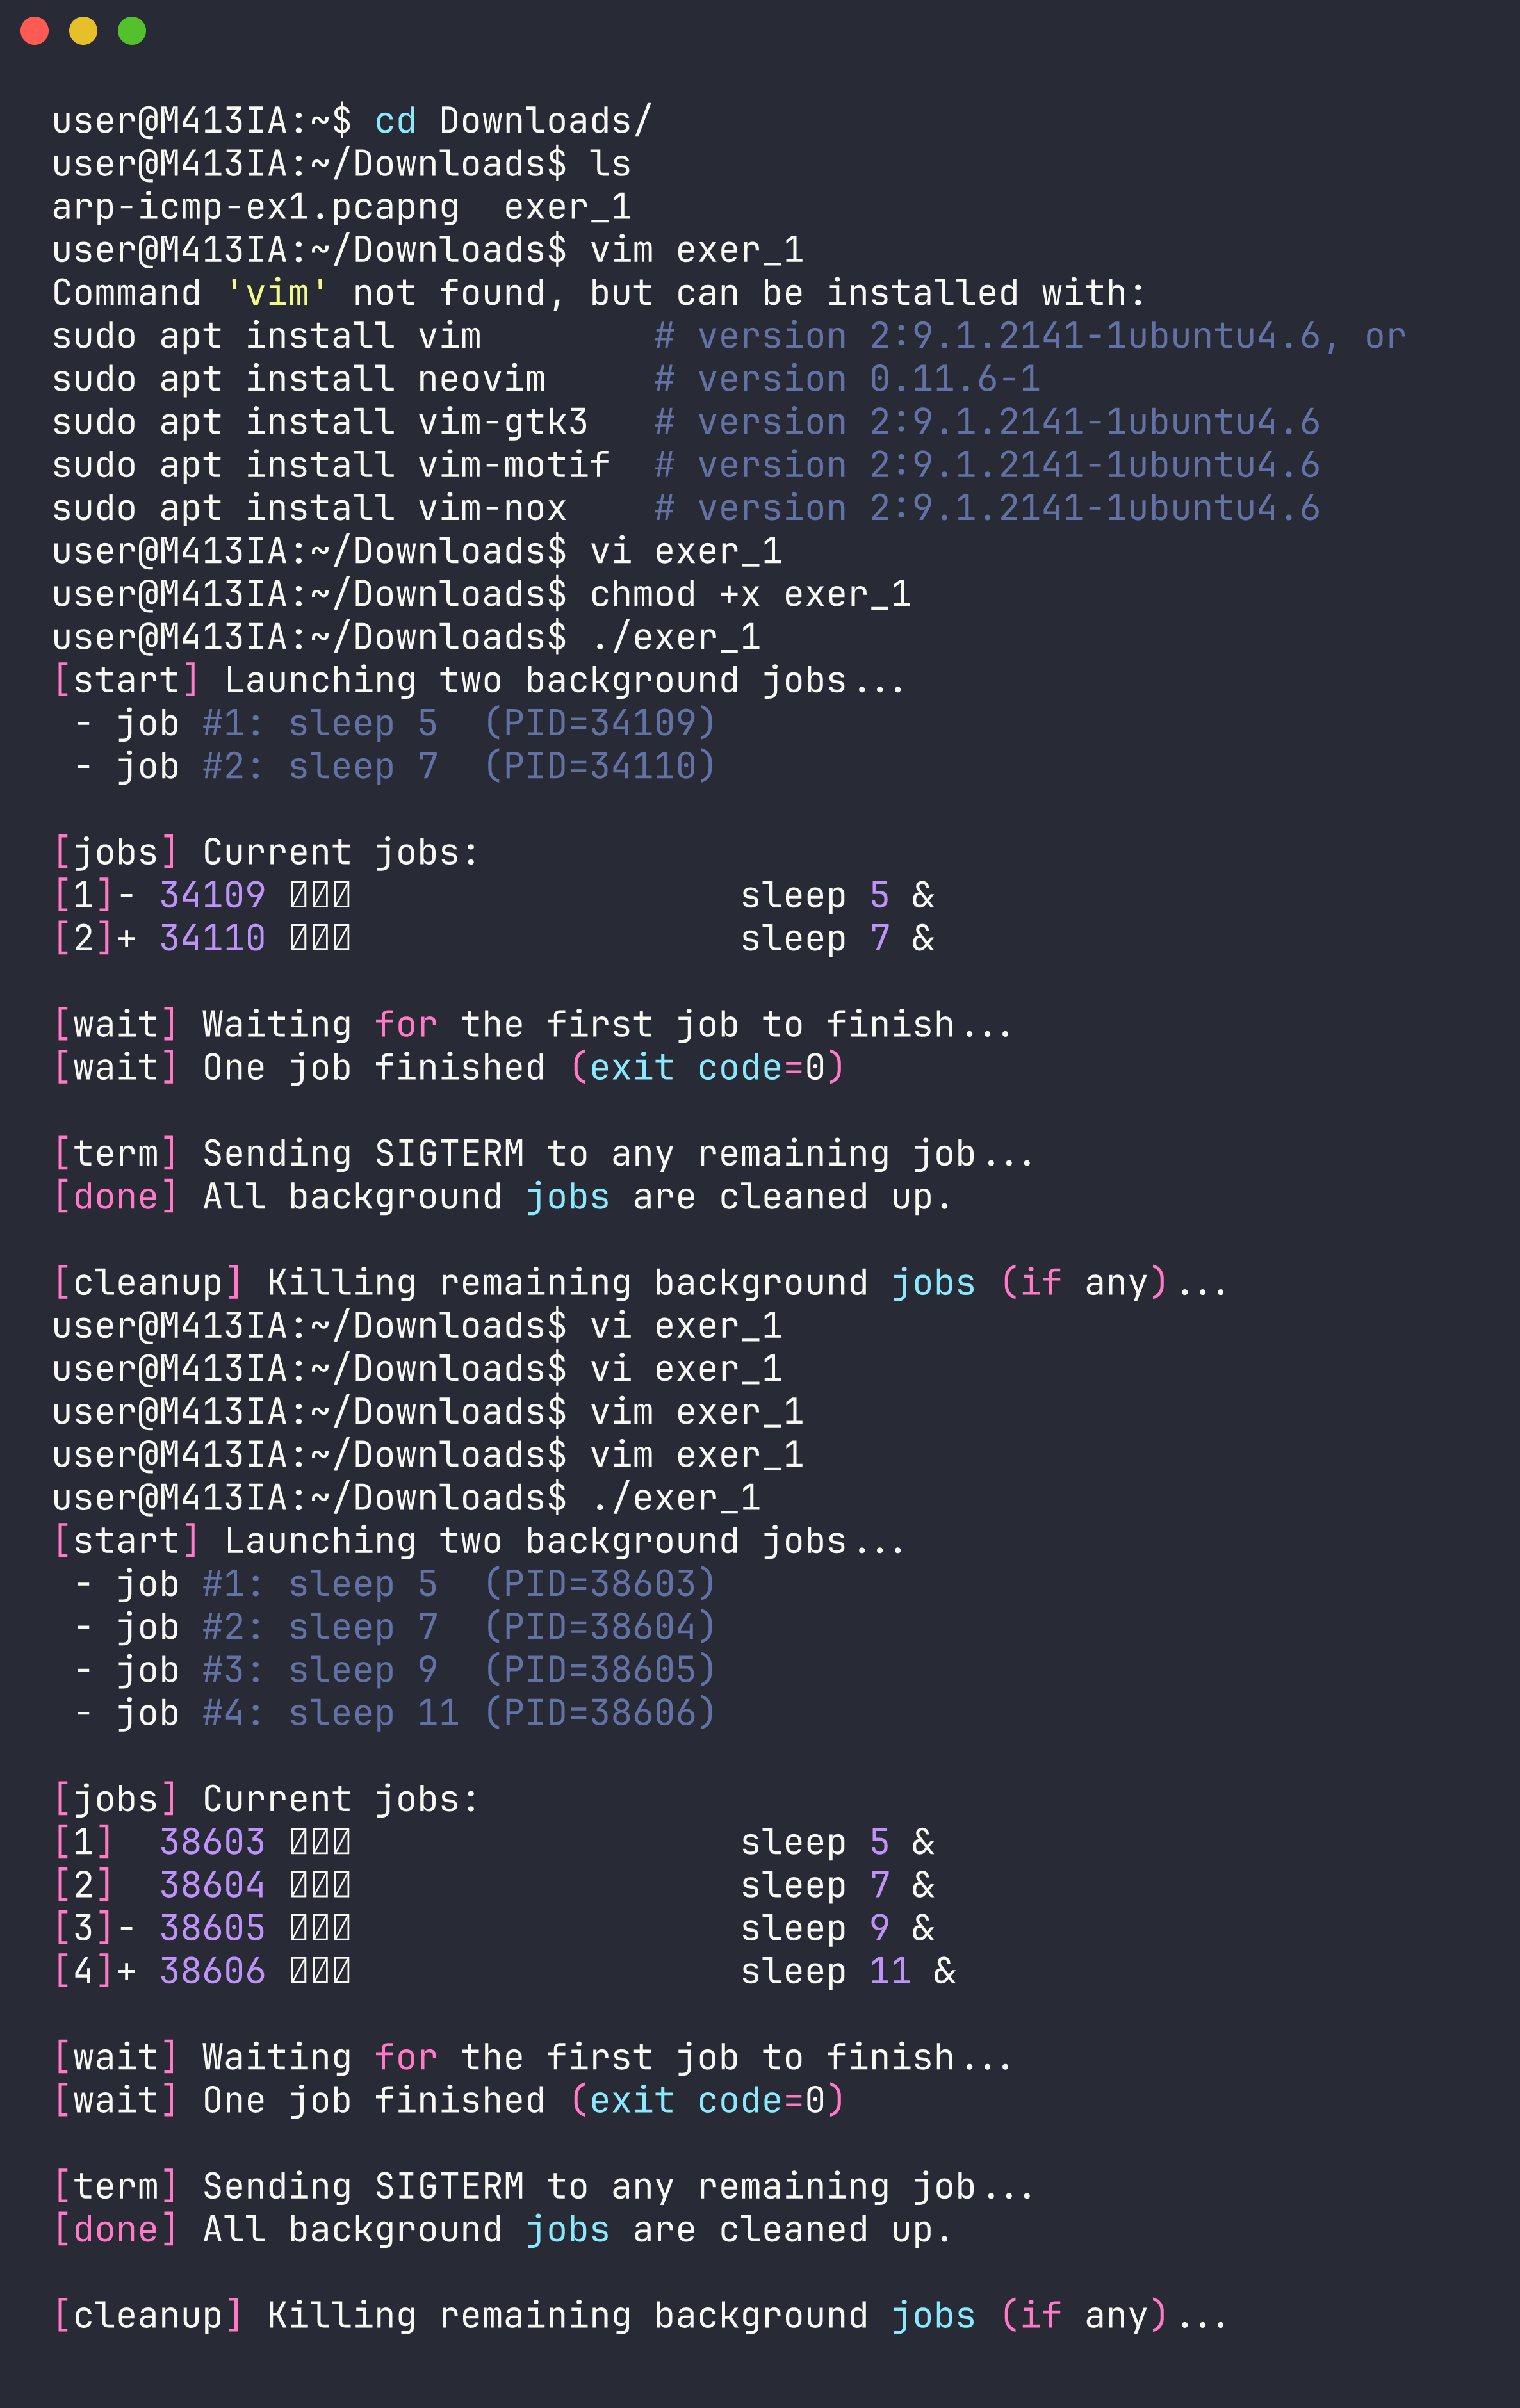 user@M413IA:~$ cd Downloads/
user@M413IA:~/Downloads$ ls
arp-icmp-ex1.pcapng  exer_1
user@M413IA:~/Downloads$ vim exer_1
Command 'vim' not found, but can be installed with:
sudo apt install vim        # version 2:9.1.2141-1ubuntu4.6, or
sudo apt install neovim     # version 0.11.6-1
sudo apt install vim-gtk3   # version 2:9.1.2141-1ubuntu4.6
sudo apt install vim-motif  # version 2:9.1.2141-1ubuntu4.6
sudo apt install vim-nox    # version 2:9.1.2141-1ubuntu4.6
user@M413IA:~/Downloads$ vi exer_1
user@M413IA:~/Downloads$ chmod +x exer_1
user@M413IA:~/Downloads$ ./exer_1
[start] Launching two background jobs...
 - job #1: sleep 5  (PID=34109)
 - job #2: sleep 7  (PID=34110)
[jobs] Current jobs:
[1]- 34109                       sleep 5 &
[2]+ 34110                       sleep 7 &
[wait] Waiting for the first job to finish...
[wait] One job finished (exit code=0)
[term] Sending SIGTERM to any remaining job...
[done] All background jobs are cleaned up.
[cleanup] Killing remaining background jobs (if any)...
user@M413IA:~/Downloads$ vi exer_1
user@M413IA:~/Downloads$ vi exer_1
user@M413IA:~/Downloads$ vim exer_1
user@M413IA:~/Downloads$ vim exer_1
user@M413IA:~/Downloads$ ./exer_1
[start] Launching two background jobs...
 - job #1: sleep 5  (PID=38603)
 - job #2: sleep 7  (PID=38604)
 - job #3: sleep 9  (PID=38605)
 - job #4: sleep 11 (PID=38606)
[jobs] Current jobs:
[1]  38603                       sleep 5 &
[2]  38604                       sleep 7 &
[3]- 38605                       sleep 9 &
[4]+ 38606                       sleep 11 &
[wait] Waiting for the first job to finish...
[wait] One job finished (exit code=0)
[term] Sending SIGTERM to any remaining job...
[done] All background jobs are cleaned up.
[cleanup] Killing remaining background jobs (if any)...